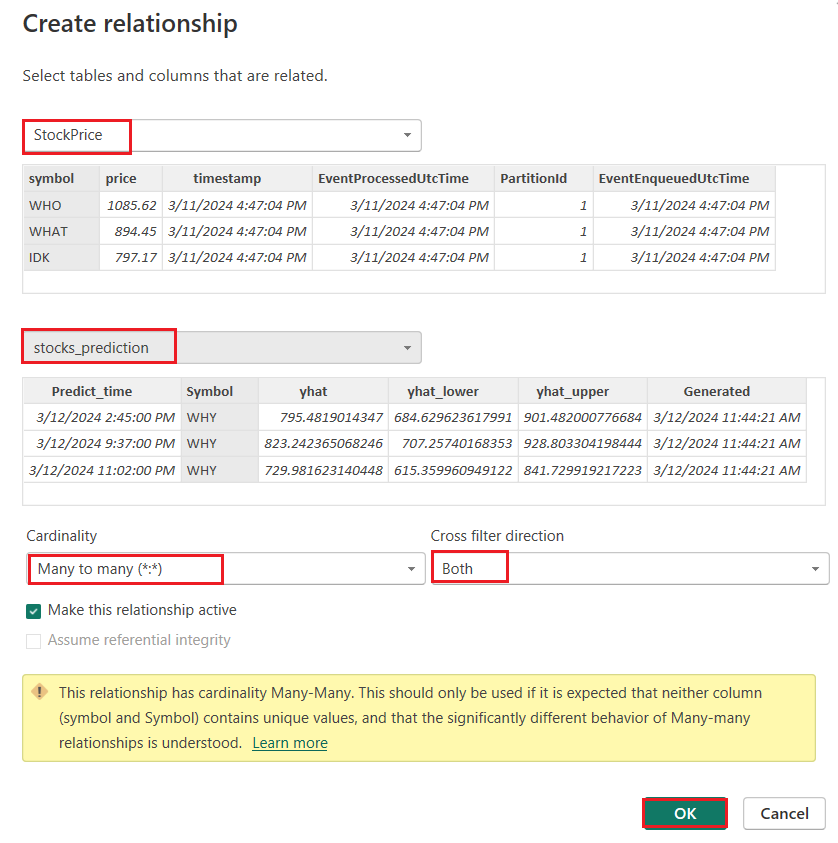 Create relationship
Select tables and columns that are related.
StockPrice
symbol price timestamp EventProcessedUtcTime PartitionId EventEnqueuedUtcTime
WHO 1085.62 3/11/2024 4:47:04 PM 3/11/2024 4:47:04 PM 1 3/11/2024 4:47:04 PM
WHAT 894.45 3/11/2024 4:47:04 PM 3/11/2024 4:47:04 PM 1 3/11/2024 4:47:04 PM
IDK 797.17 3/11/2024 4:47:04 PM 3/11/2024 4:47:04 PM 1 3/11/2024 4:47:04 PM
stocks_prediction
Predict_time Symbol yhat yhat_lower yhat_upper Generated
3/12/2024 2:45:00 PM WHY 795.4819014347 684.629623617991 901.482000776684 3/12/2024 11:44:21 AM
3/12/2024 9:37:00 PM WHY 823.242365068246 707.25740168353 928.803304198444 3/12/2024 11:44:21 AM
3/12/2024 11:02:00 PM WHY 729.981623140448 615.359960949122 841.729919217223 3/12/2024 11:44:21 AM
Cardinality Cross filter direction
Many to many (*:*) Both
Make this relationship active
Assume referential integrity
This relationship has cardinality Many-Many. This should only be used if it is expected that neither column
(symbol and Symbol) contains unique values, and that the significantly different behavior of Many-many
relationships is understood. Learn more
OK Cancel